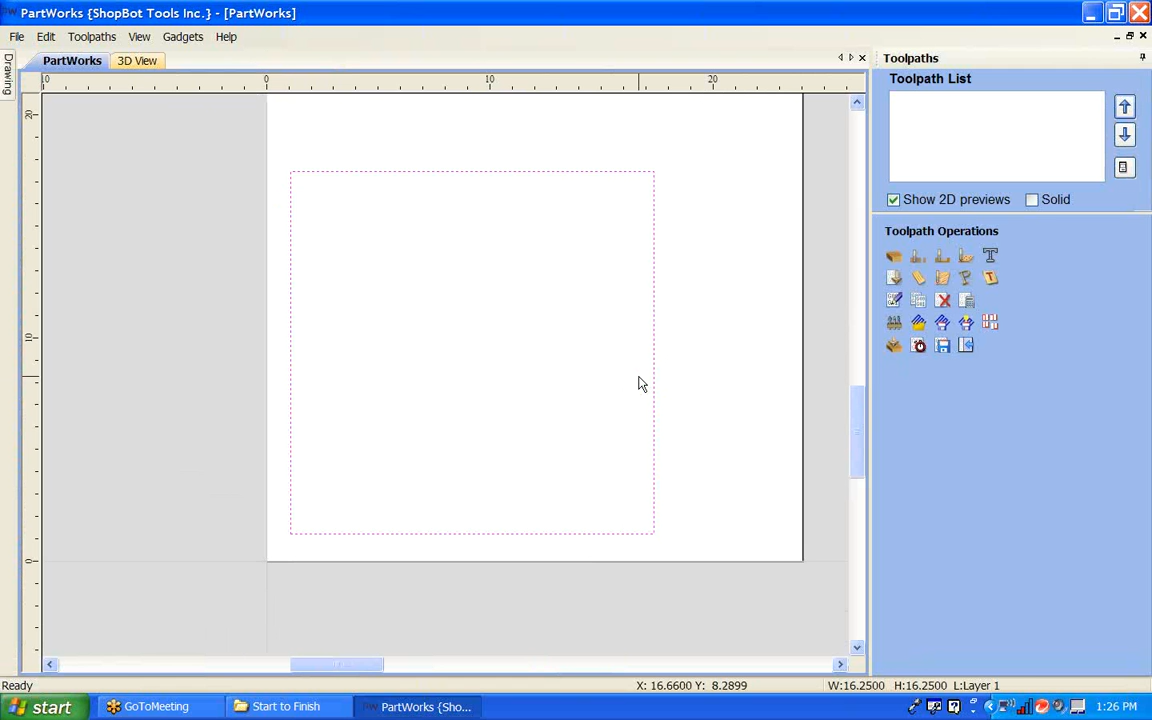 PartWorks {ShopBot Tools Inc.} - [PartWorks]
File Edit Toolpaths View Gadgets Help
Drawing
PartWorks 3D View
Toolpaths
Toolpath List
10 0 10 20
20
10
0
Show 2D previews Solid
Toolpath Operations
Ready X: 16.6600 Y: 8.2899 W:16.2500 H:16.2500 L:Layer 1
start GoToMeeting Start to Finish PartWorks {Sho... 1:26 PM